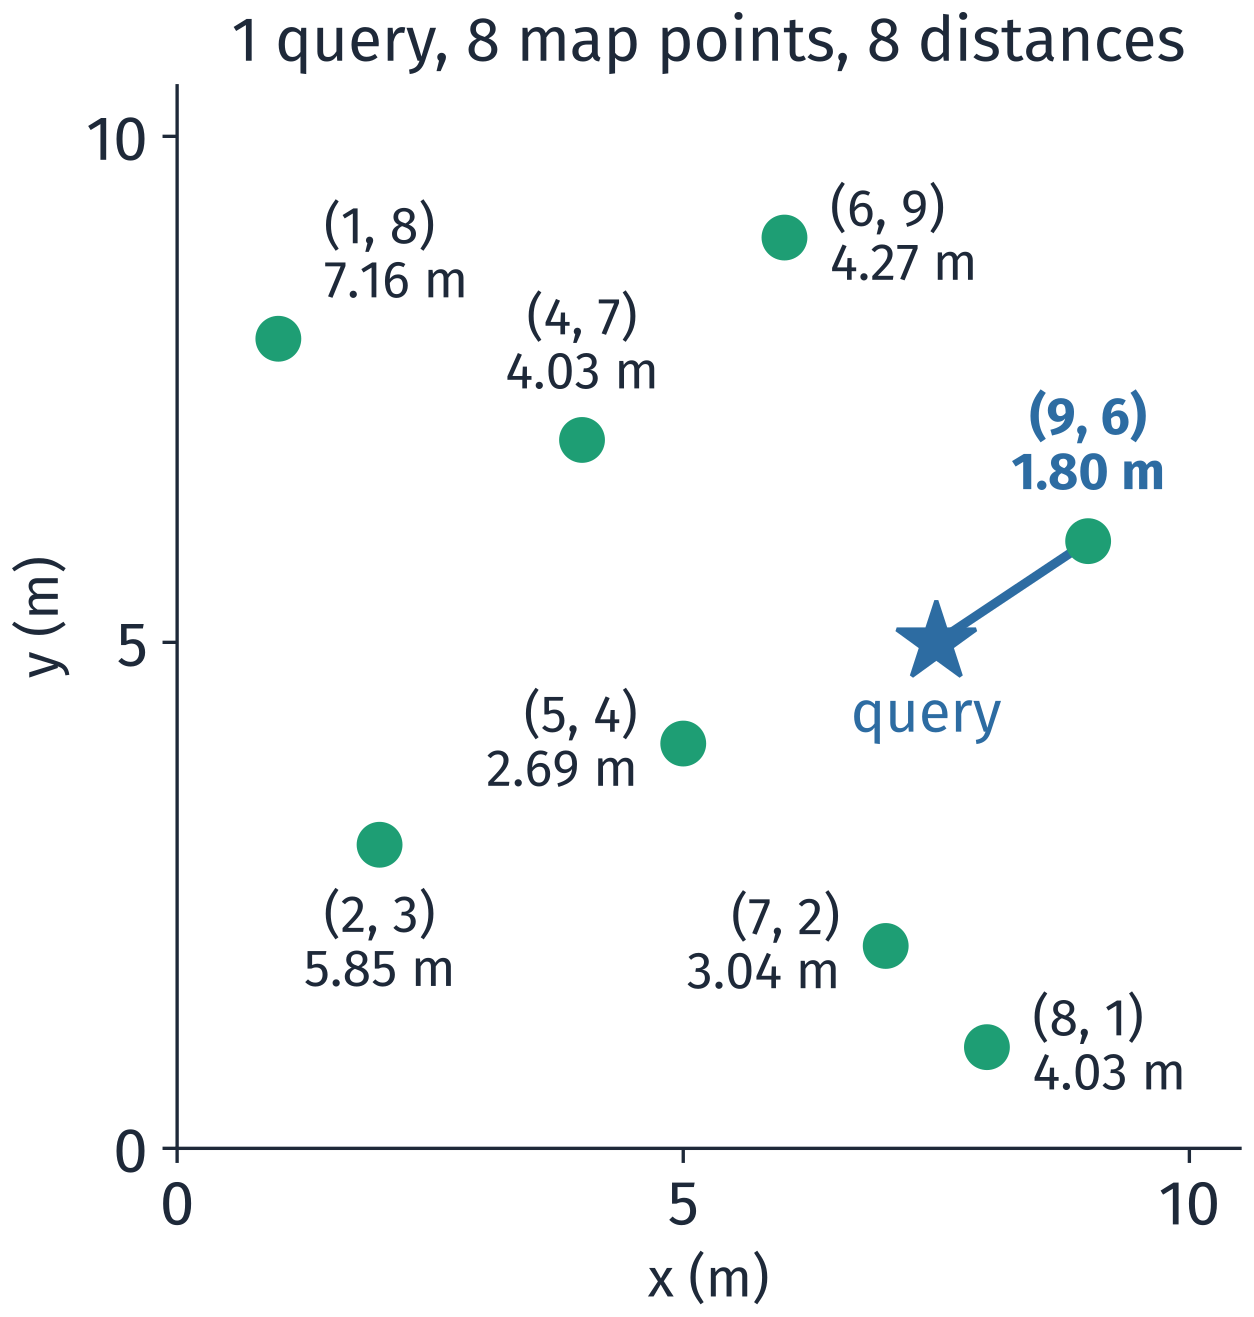 1 query, 8 map points, 8 distances
10
(1, 8)
7.16 m
(6, 9)
4.27 m
(4, 7)
4.03 m
(9, 6)
1.80 m
y (m)
5
query
(5, 4)
2.69 m
(2, 3)
5.85 m
(7, 2)
3.04 m
(8, 1)
4.03 m
0
0
5
10
x (m)